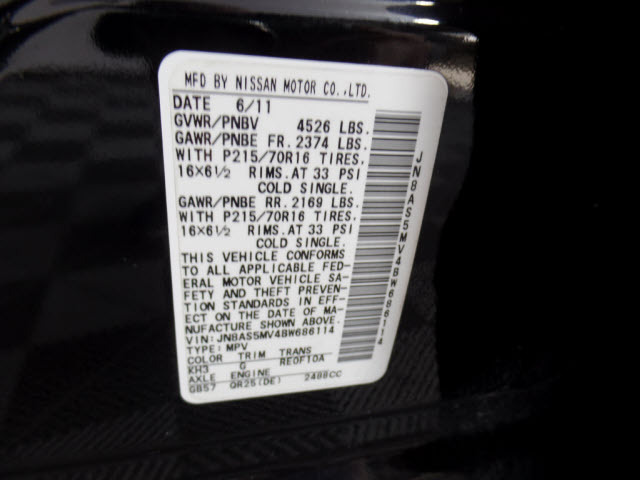 MFD BY NISSAN MOTOR CO.,LTD.
DATE 6/11
GVWR/PNBV 4526 LBS.
GAWR/PNBE FR. 2374 LBS.
WITH P215/70R16 TIRES.
16X6½ RIMS.AT 33 PSI
COLD SINGLE.
GAWR/PNBE RR. 2169 LBS.
WITH P215/70R16 TIRES.
16X6½ RIMS.AT 33 PSI
COLD SINGLE.
THIS VEHICLE CONFORMS
TO ALL APPLICABLE FED-
ERAL MOTOR VEHICLE SA-
FETY AND THEFT PREVEN-
TION STANDARDS IN EFF-
ECT ON THE DATE OF MA-
NUFACTURE SHOWN ABOVE.
VIN: JN8AS5MV4BW686114
TYPE: MPV
COLOR TRIM TRANS
KH3 G RE0F10A
AXLE ENGINE
GB57 QR25(DE) 2488CC
JN8AS5MV4BW686114